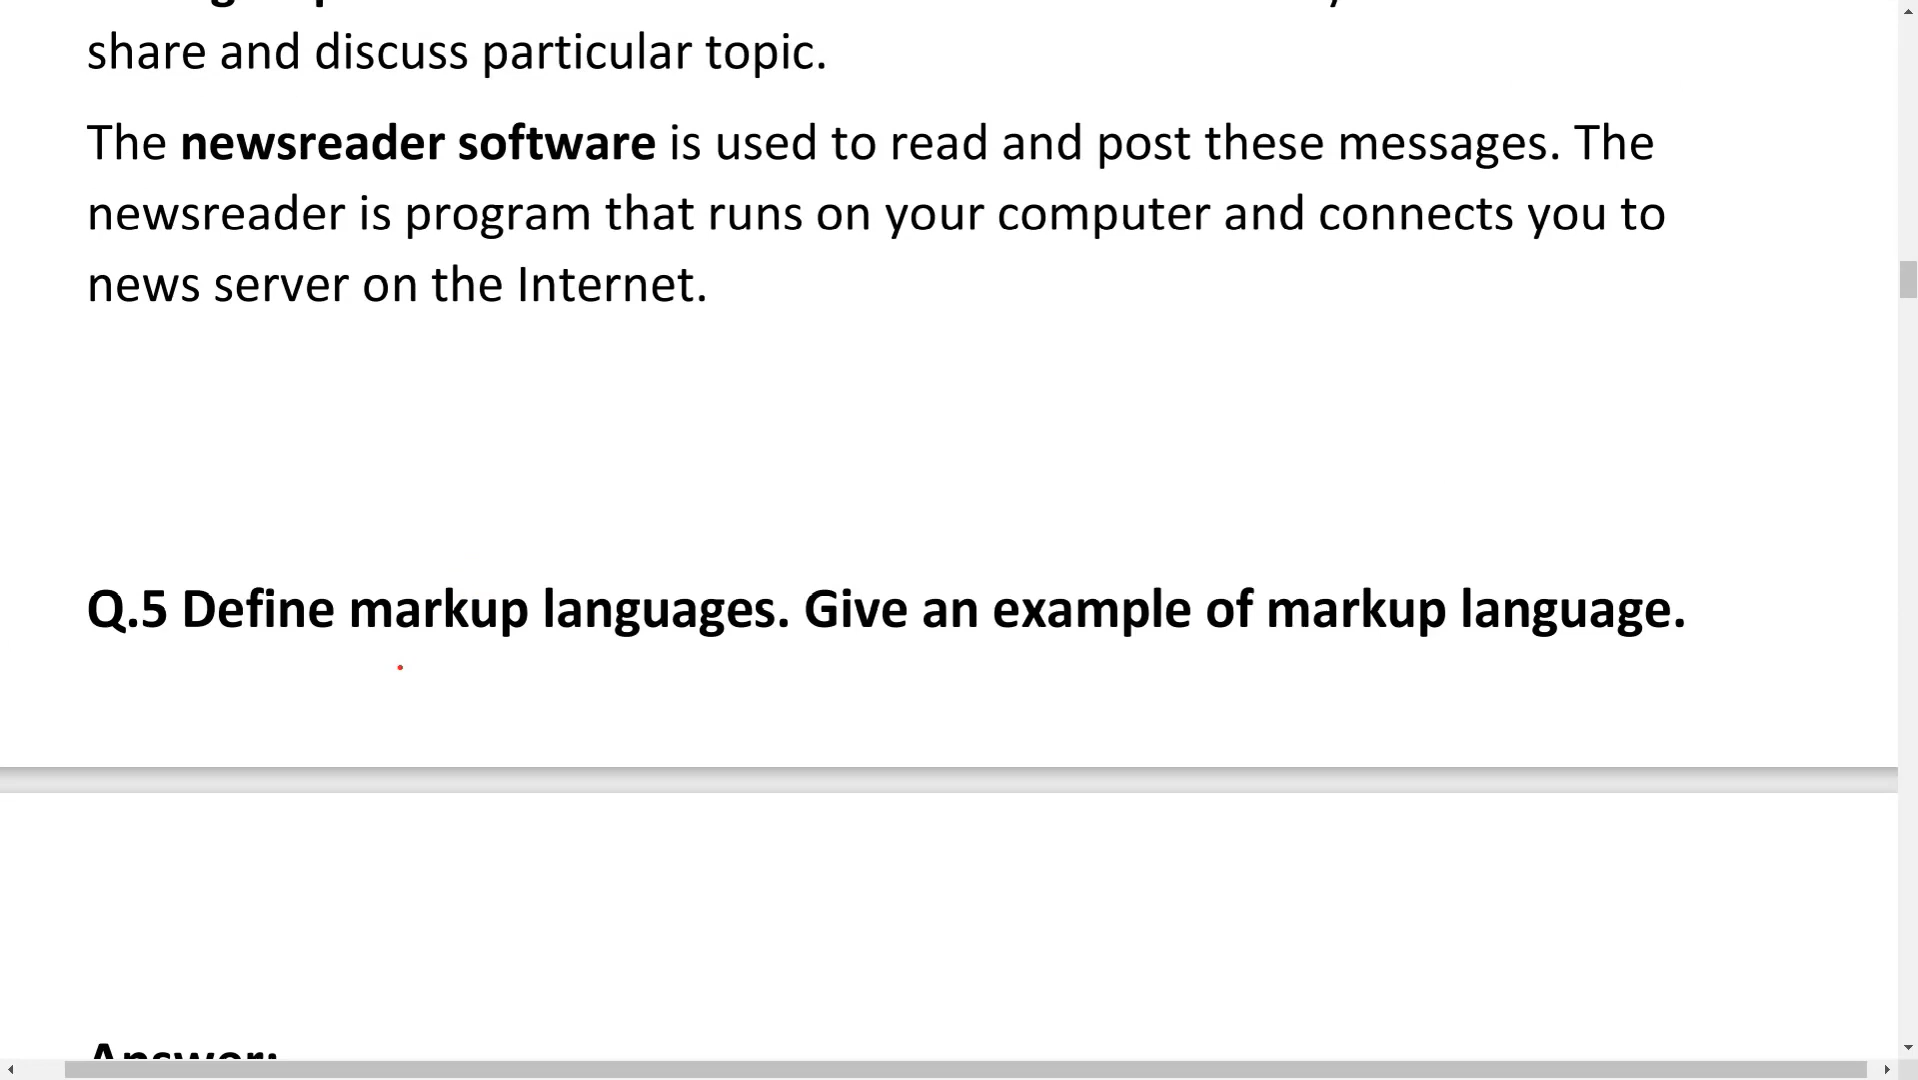 share and discuss particular topic.
The newsreader software is used to read and post these messages. The
newsreader is program that runs on your computer and connects you to
news server on the Internet.
Q.5 Define markup languages. Give an example of markup language.
Answer: